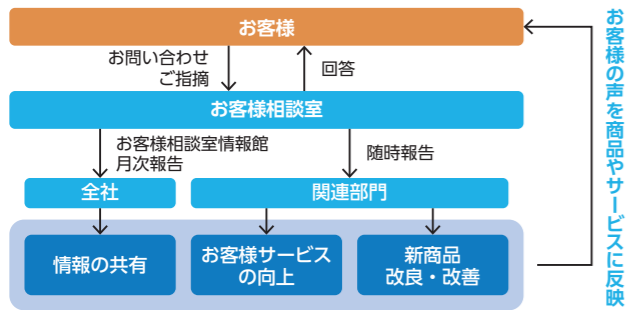 お客様
お問い合わせ
ご指摘
回答
お客様相談室
お客様相談室情報館
月次報告
随時報告
全社
関連部門
情報の共有
お客様サービス
の向上
新商品
改良・改善
お客様の声を商品やサービスに反映